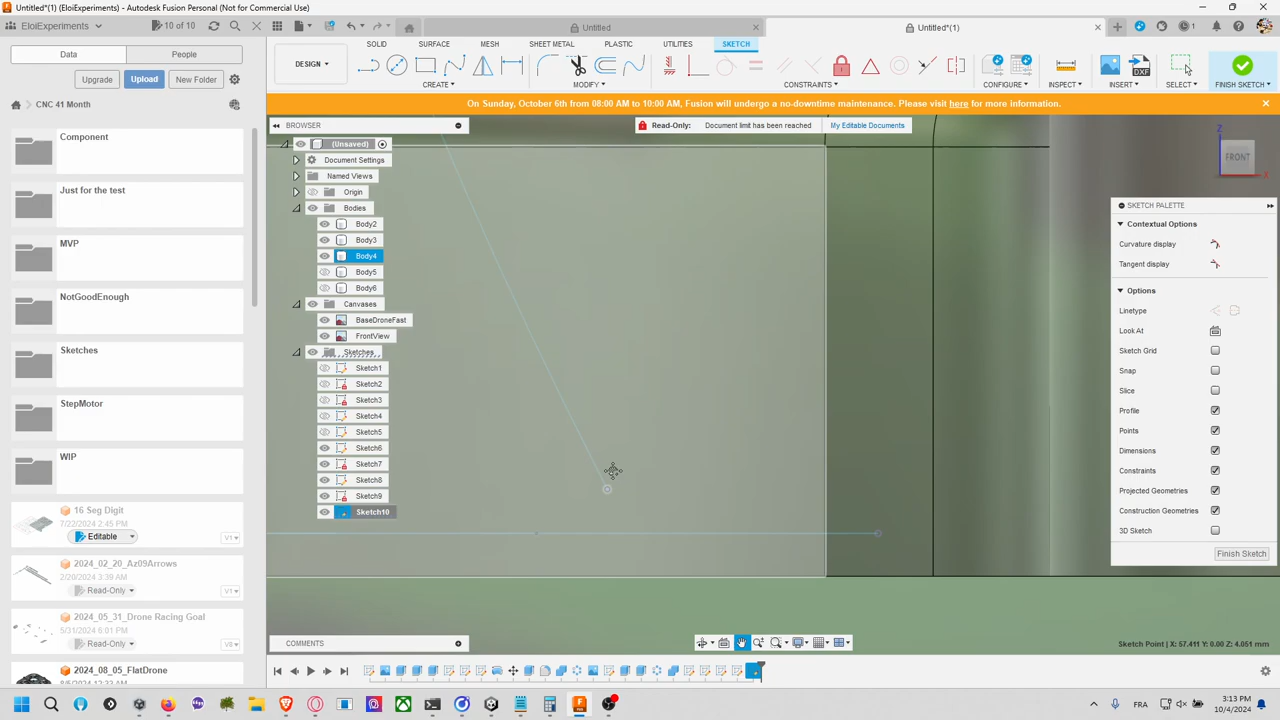 Untitled*(1) - Autodesk Fusion Personal (Not for Commercial Use)
EloiExperiments
10 of 10
Untitled
Untitled*(1)
1
Data
People
SOLID
SURFACE
MESH
SHEET METAL
PLASTIC
UTILITIES
SKETCH
DESIGN
Upgrade
Upload
New Folder
CREATE
MODIFY
CONSTRAINTS
CONFIGURE
INSPECT
INSERT
SELECT
FINISH SKETCH
CNC 41 Month
On Sunday, October 6th from 08:00 AM to 10:00 AM, Fusion will undergo a no-downtime maintenance. Please visit here for more information.
BROWSER
Read-Only:
Document limit has been reached
My Editable Documents
(Unsaved)
Document Settings
Named Views
Origin
Bodies
Body2
Body3
Body4
Body5
Body6
Canvases
BaseDroneFast
FrontView
Sketches
Sketch1
Sketch2
Sketch3
Sketch4
Sketch5
Sketch6
Sketch7
Sketch8
Sketch9
Sketch10
Component
Just for the test
MVP
NotGoodEnough
Sketches
StepMotor
WIP
16 Seg Digit
7/22/2024 2:45 PM
Editable
V1
2024_02_20_Az09Arrows
2/20/2024 3:39 AM
Read-Only
V1
2024_05_31_Drone Racing Goal
5/31/2024 6:01 PM
Read-Only
V8
2024_08_05_FlatDrone
Z
FRONT
X
SKETCH PALETTE
Contextual Options
Curvature display
Tangent display
Options
Linetype
Look At
Sketch Grid
Snap
Slice
Profile
Points
Dimensions
Constraints
Projected Geometries
Construction Geometries
3D Sketch
Finish Sketch
COMMENTS
Sketch Point | X: 57.411 Y: 0.00 Z: 4.051 mm
FRA
3:13 PM
10/4/2024